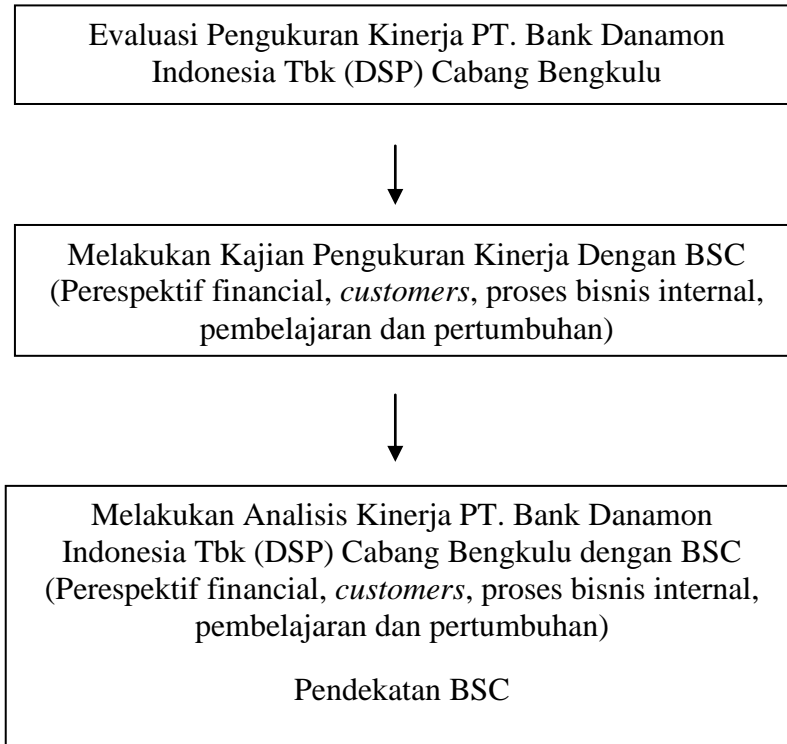 Evaluasi Pengukuran Kinerja PT. Bank Danamon
Indonesia Tbk (DSP) Cabang Bengkulu
Melakukan Kajian Pengukuran Kinerja Dengan BSC
(Perespektif financial, customers, proses bisnis internal,
pembelajaran dan pertumbuhan)
Melakukan Analisis Kinerja PT. Bank Danamon
Indonesia Tbk (DSP) Cabang Bengkulu dengan BSC
(Perespektif financial, customers, proses bisnis internal,
pembelajaran dan pertumbuhan)
Pendekatan BSC